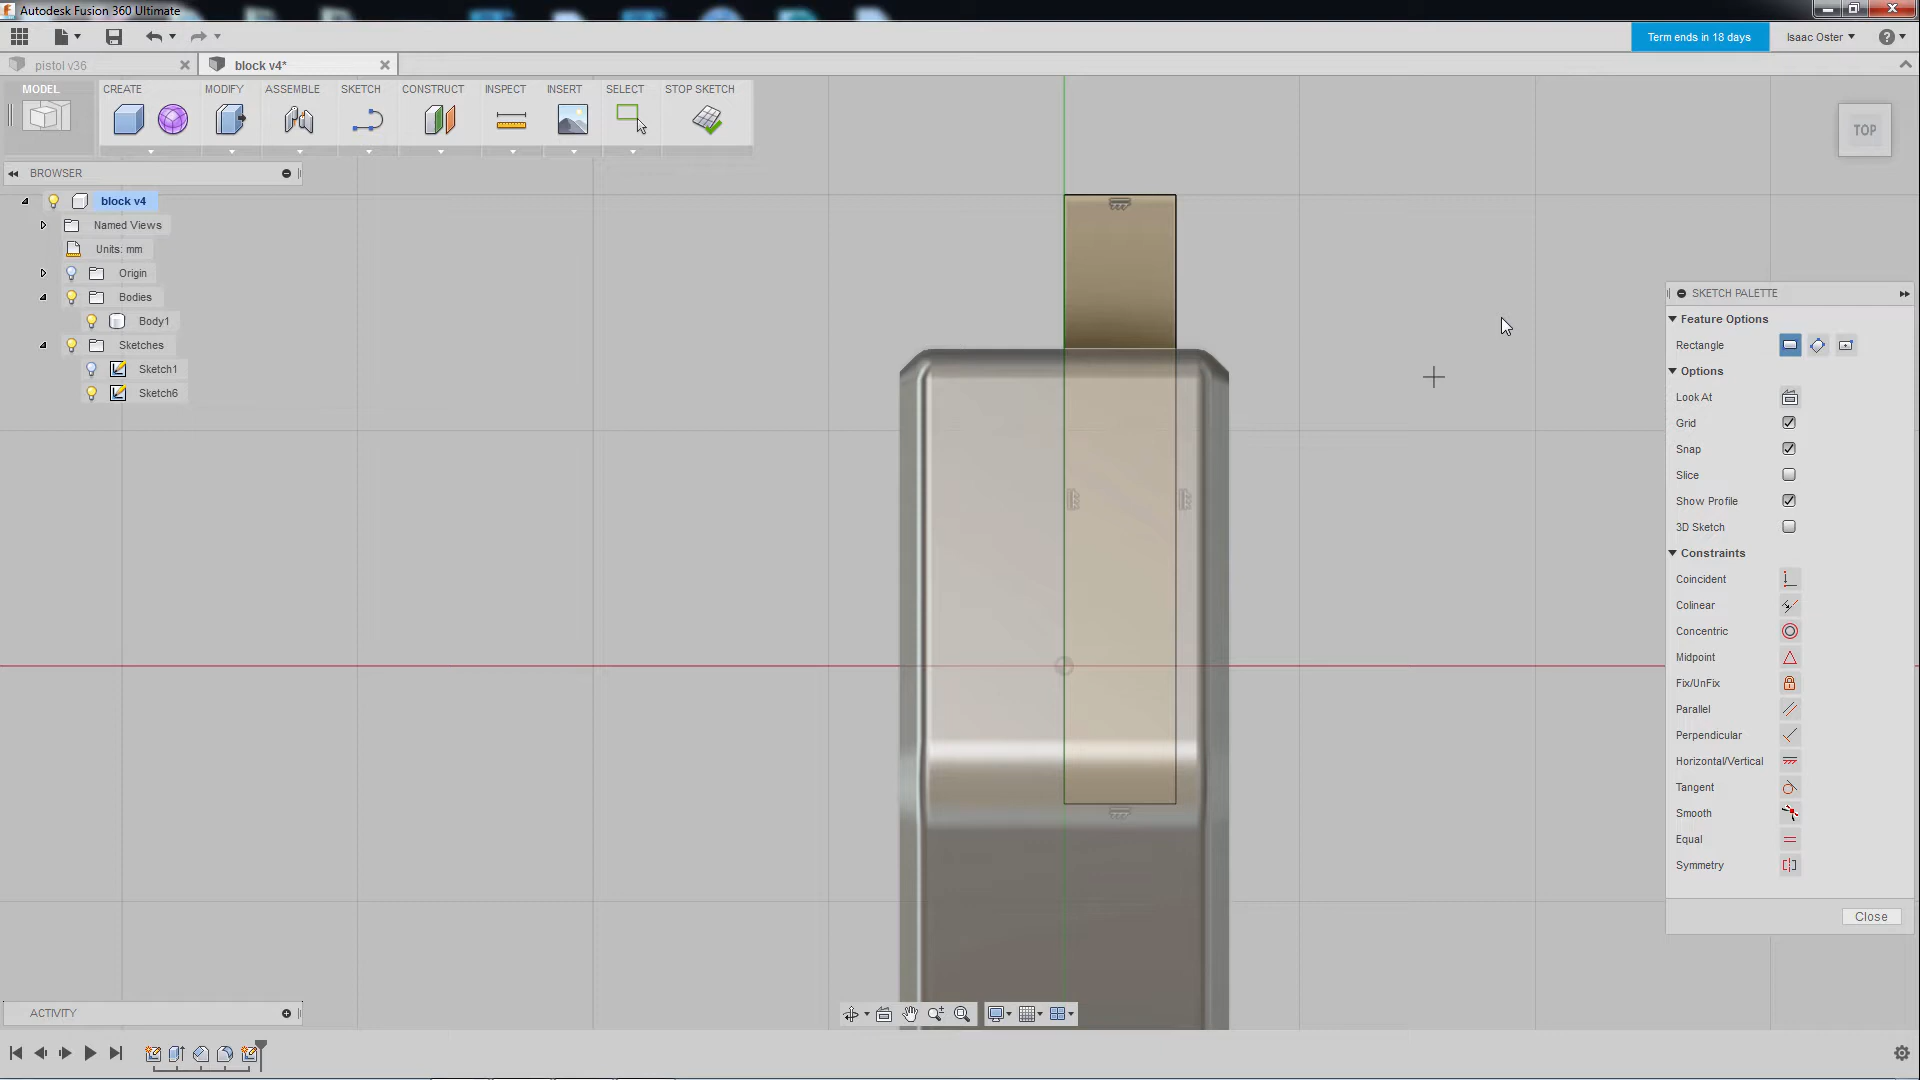 Autodesk Fusion 360 Ultimate
Term ends in 18 days
Isaac Oster
pistol v36
block v4*
MODEL
CREATE
MODIFY
ASSEMBLE
SKETCH
CONSTRUCT
INSPECT
INSERT
SELECT
STOP SKETCH
TOP
BROWSER
block v4
Named Views
Units: mm
Origin
Bodies
Body1
Sketches
Sketch1
Sketch6
SKETCH PALETTE
Feature Options
Rectangle
Options
Look At
Grid
Snap
Slice
Show Profile
3D Sketch
Constraints
Coincident
Colinear
Concentric
Midpoint
Fix/UnFix
Parallel
Perpendicular
Horizontal/Vertical
Tangent
Smooth
Equal
Symmetry
Close
ACTIVITY